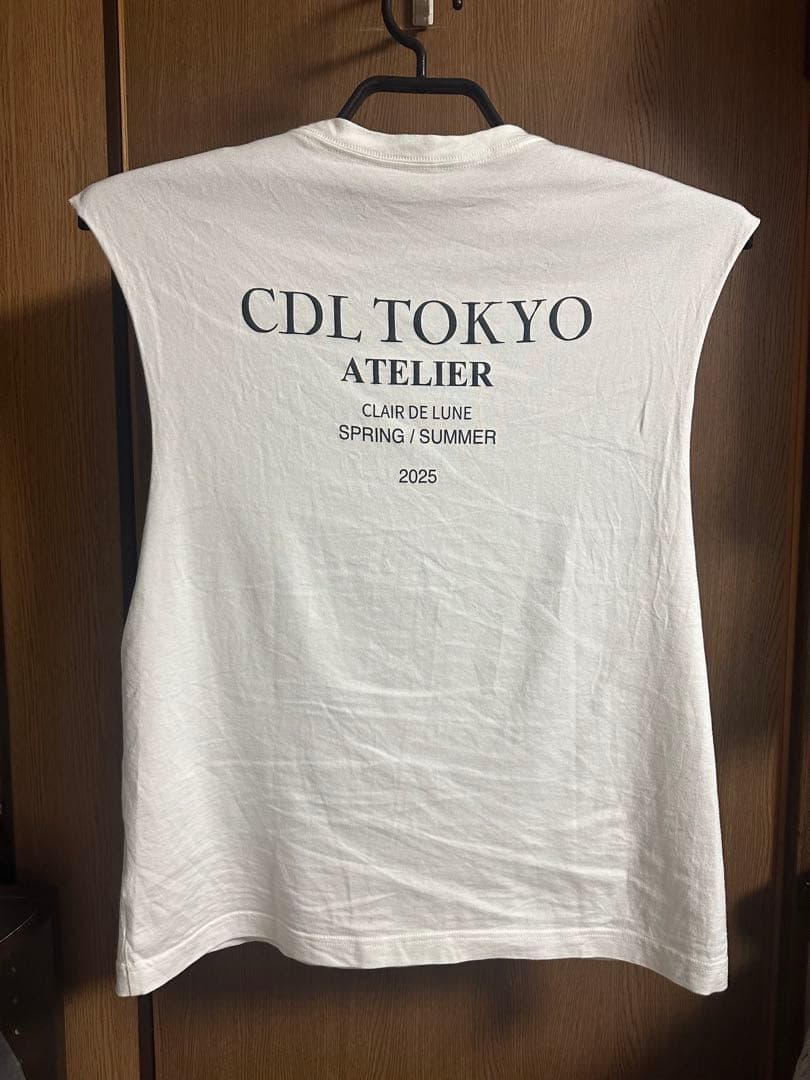 CDL TOKYO
ATELIER
CLAIR DE LUNE
SPRING / SUMMER
2025